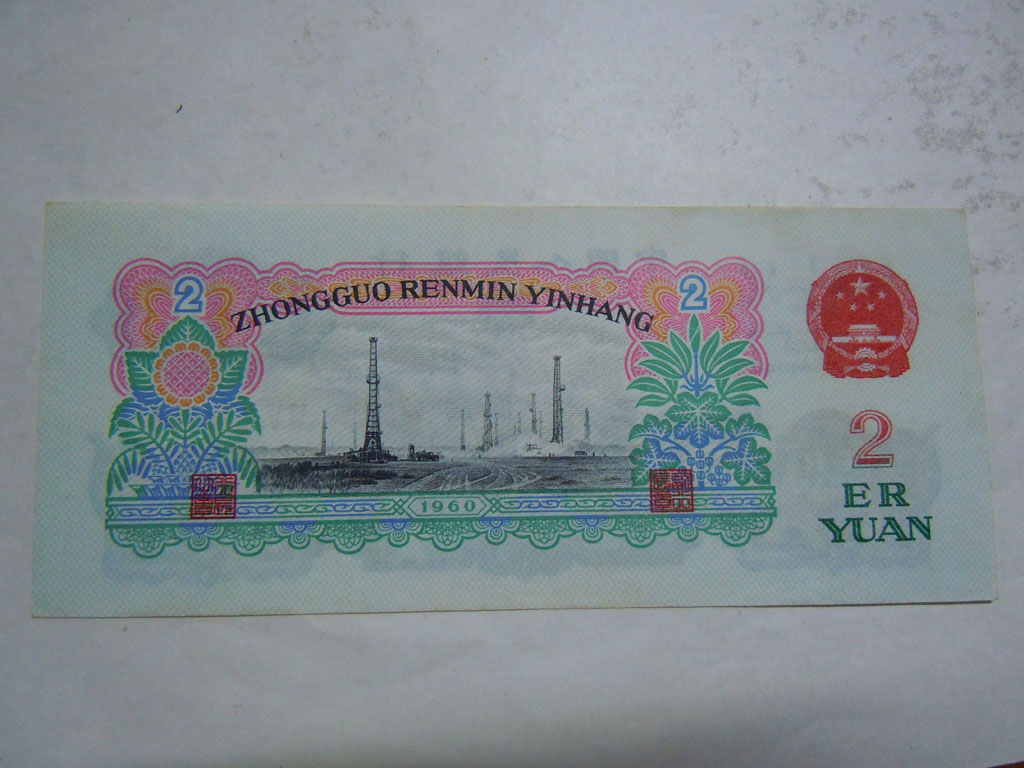 2
2
ZHONGGUO RENMIN YINHANG
2
ER
YUAN
1960